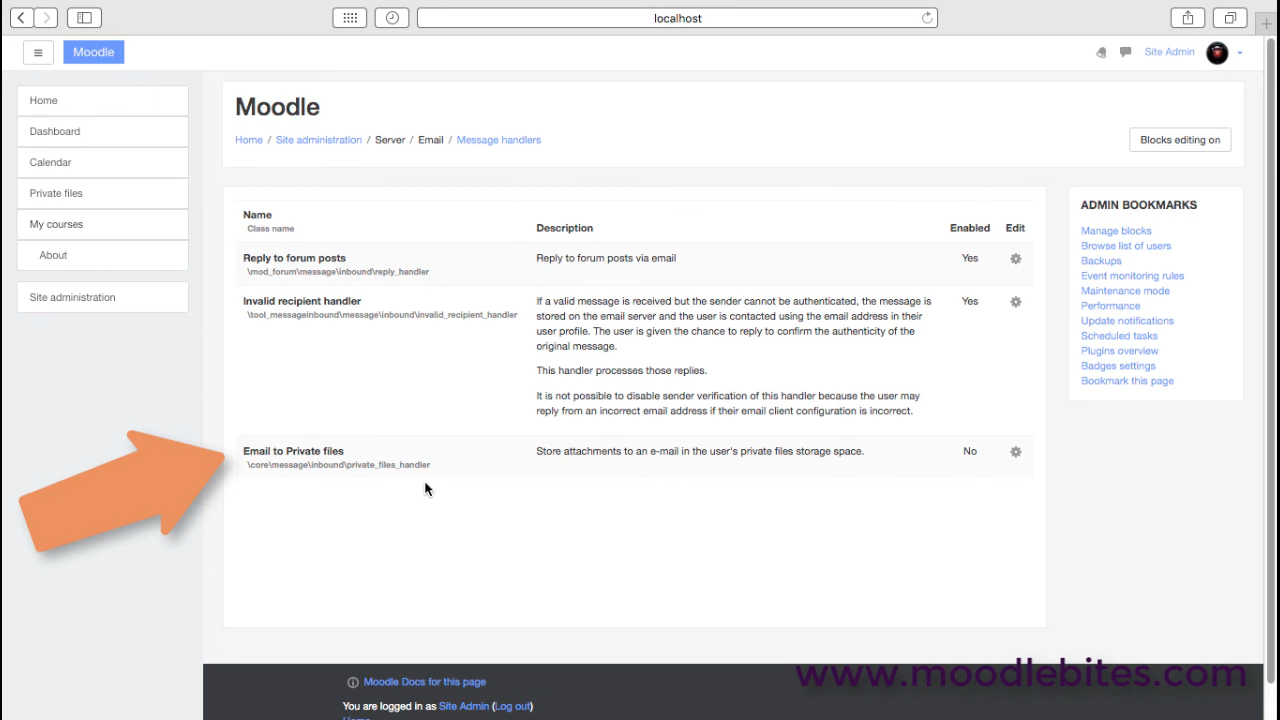 localhost
Moodle
Site Admin
Home
Dashboard
Calendar
Private files
My courses
About
Site administration
Moodle
Home / Site administration / Server / Email / Message handlers
Blocks editing on
Name
Class name
Description
Enabled
Edit
Reply to forum posts
\mod_forum\message\inbound\reply_handler
Reply to forum posts via email
Yes
Invalid recipient handler
\tool_messageinbound\message\inbound\invalid_recipient_handler
If a valid message is received but the sender cannot be authenticated, the message is
stored on the email server and the user is contacted using the email address in their
user profile. The user is given the chance to reply to confirm the authenticity of the
original message.
This handler processes those replies.
It is not possible to disable sender verification of this handler because the user may
reply from an incorrect email address if their email client configuration is incorrect.
Yes
Email to Private files
\core\message\inbound\private_files_handler
Store attachments to an e-mail in the user's private files storage space.
No
ADMIN BOOKMARKS
Manage blocks
Browse list of users
Backups
Event monitoring rules
Maintenance mode
Performance
Update notifications
Scheduled tasks
Plugins overview
Badges settings
Bookmark this page
www.moodlebites.com
Moodle Docs for this page
You are logged in as Site Admin (Log out)
Home